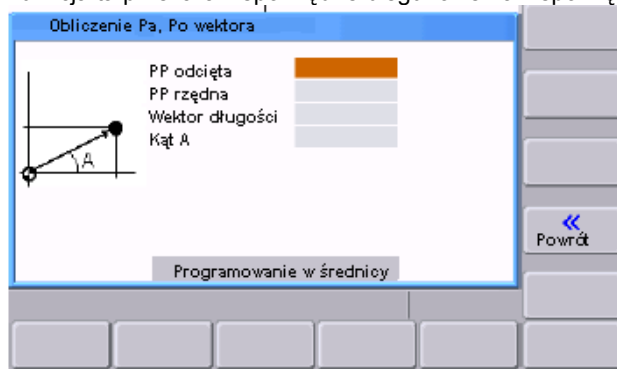 Obliczenie Pa, Po wektora
PP odcięta
PP rzędna
Wektor długości
Kąt A
A
Powrót
Programowanie w średnicy